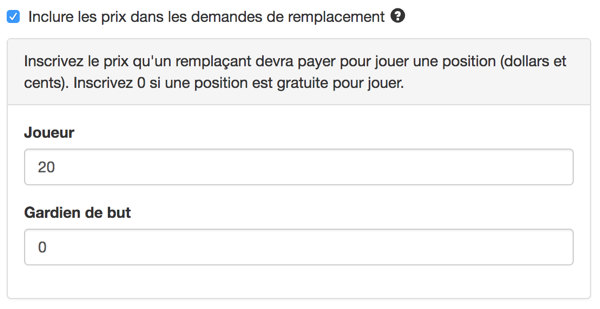 Inclure les prix dans les demandes de remplacement ?
Inscrivez le prix qu'un remplaçant devra payer pour jouer une position (dollars et
cents). Inscrivez 0 si une position est gratuite pour jouer.
Joueur
20
Gardien de but
0